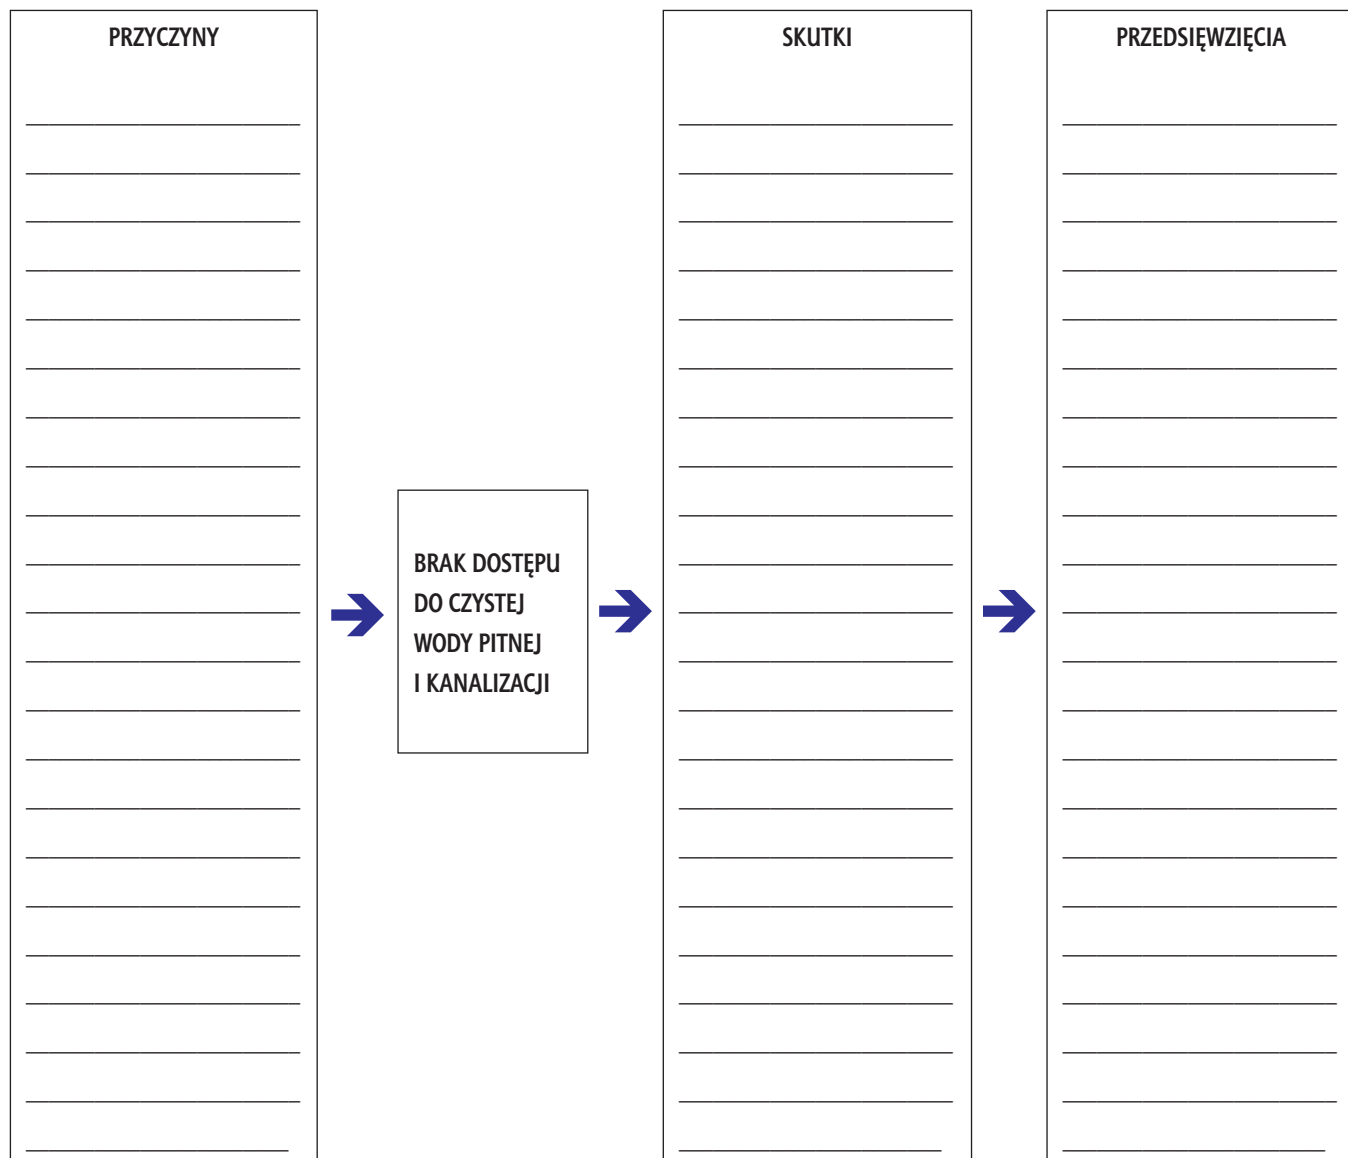 PRZYCZYNY
BRAK DOSTĘPU
DO CZYSTEJ
WODY PITNEJ
I KANALIZACJI
SKUTKI
PRZEDSIĘWZIĘCIA